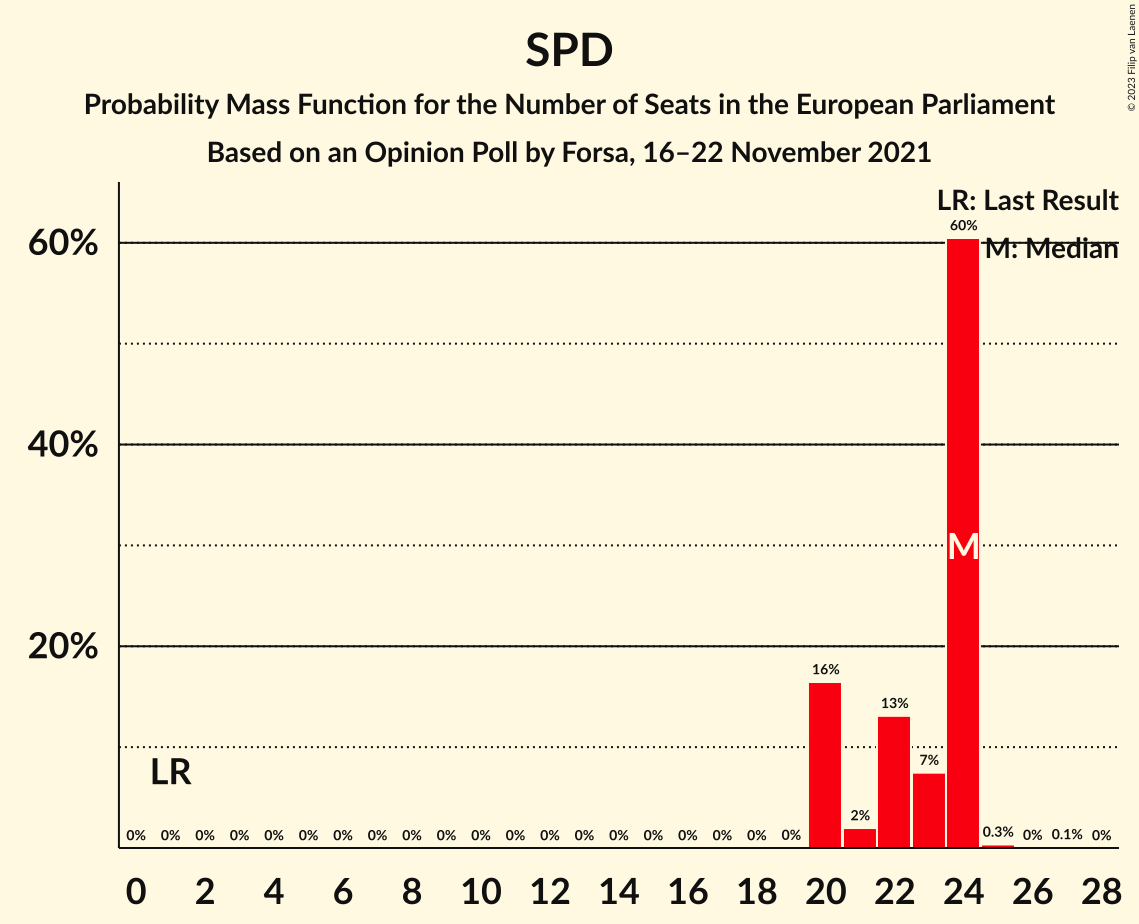 SPD
Probability Mass Function for the Number of Seats in the European Parliament
Based on an Opinion Poll by Forsa, 16–22 November 2021
© 2023 Filip van Laenen
LR: Last Result
M: Median
60%
40%
20%
60%
M
16%
13%
7%
2%
LR
0% 0% 0% 0% 0% 0% 0% 0% 0% 0% 0% 0% 0% 0% 0% 0% 0% 0% 0% 0% 0.3% 0% 0.1% 0%
0 2 4 6 8 10 12 14 16 18 20 22 24 26 28